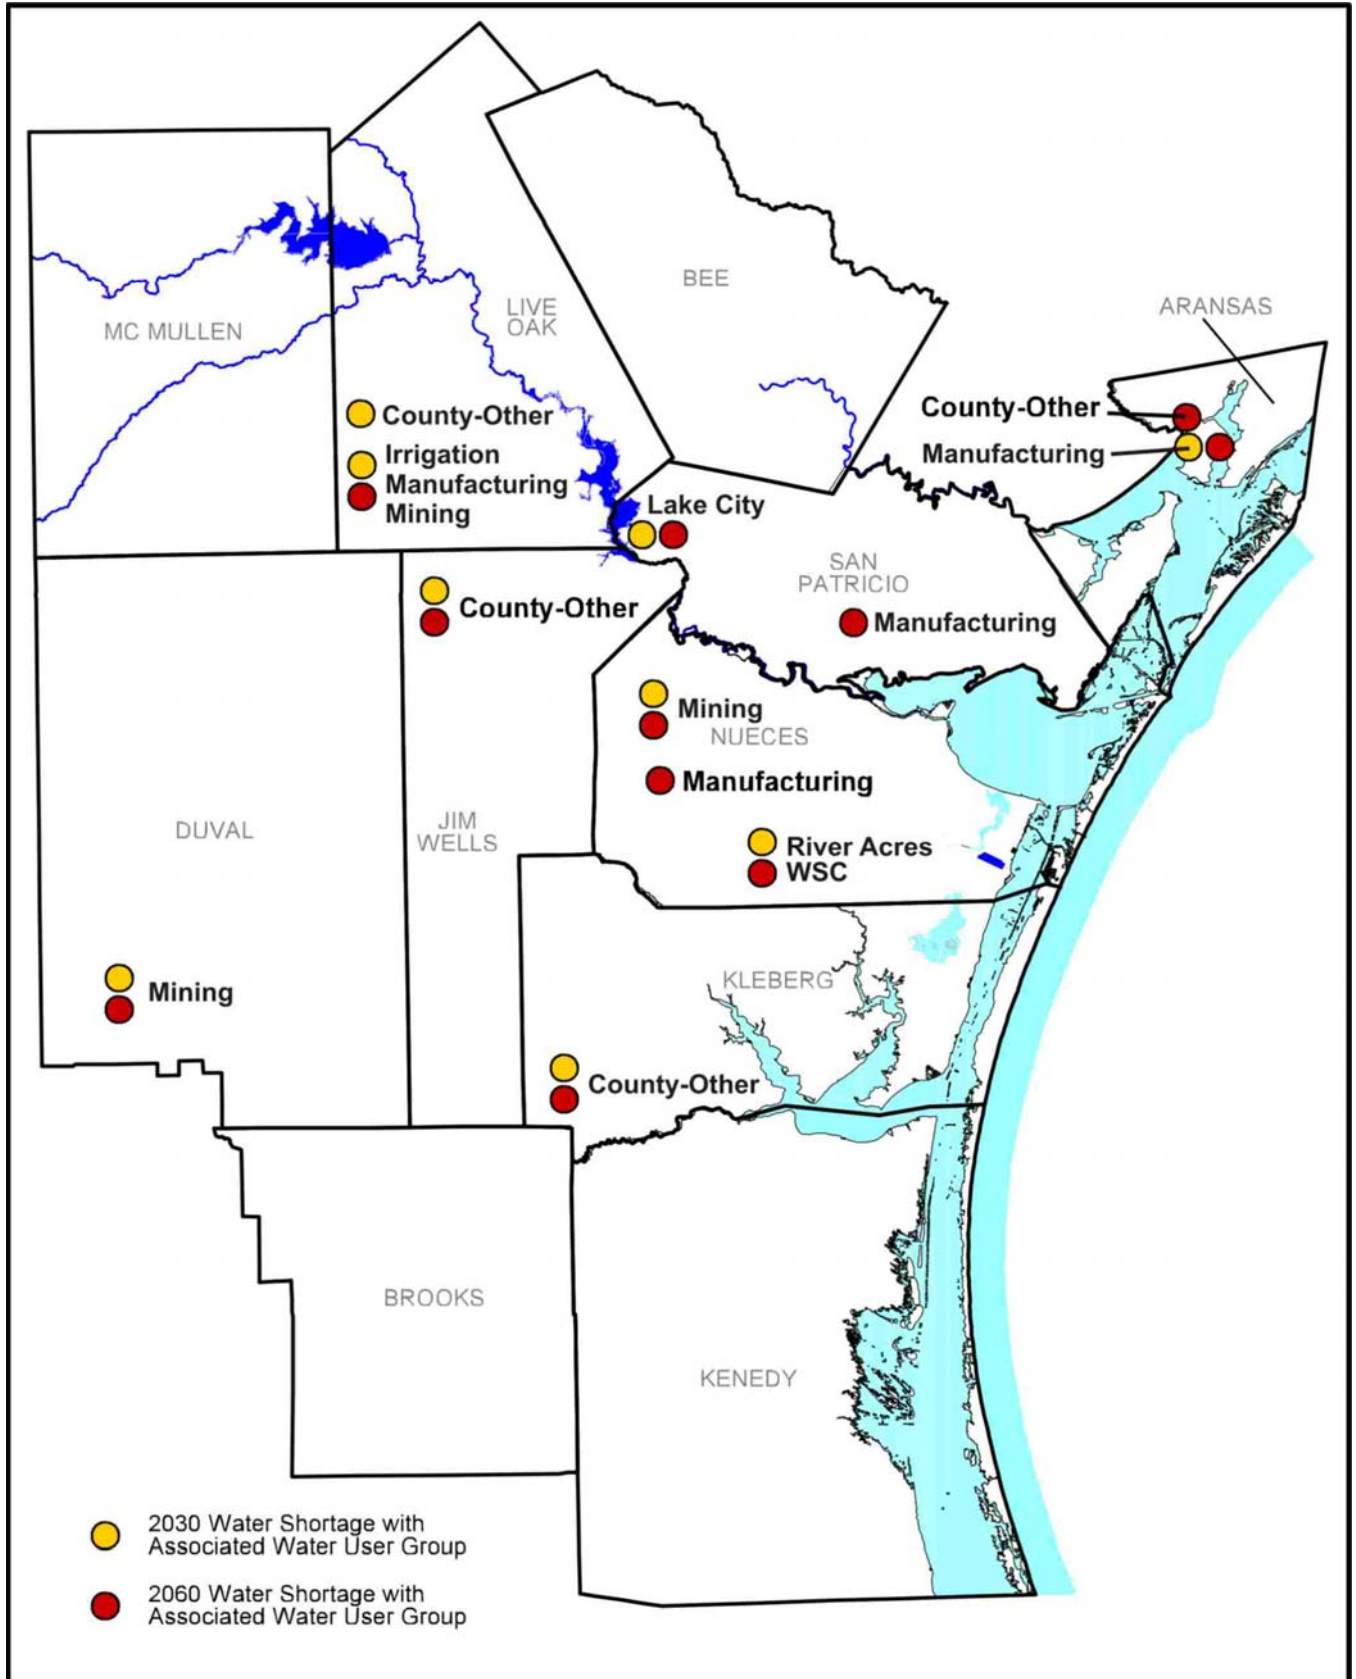 BEE
ARANSAS
LIVE
OAK
MC MULLEN
County-Other
Manufacturing
County-Other
Irrigation
Manufacturing
Mining
Lake City
SAN
PATRICIO
County-Other
Manufacturing
Mining
NUECES
Manufacturing
DUVAL
JIM
WELLS
River Acres
WSC
KLEBERG
Mining
County-Other
BROOKS
KENEDY
2030 Water Shortage with
Associated Water User Group
2060 Water Shortage with
Associated Water User Group